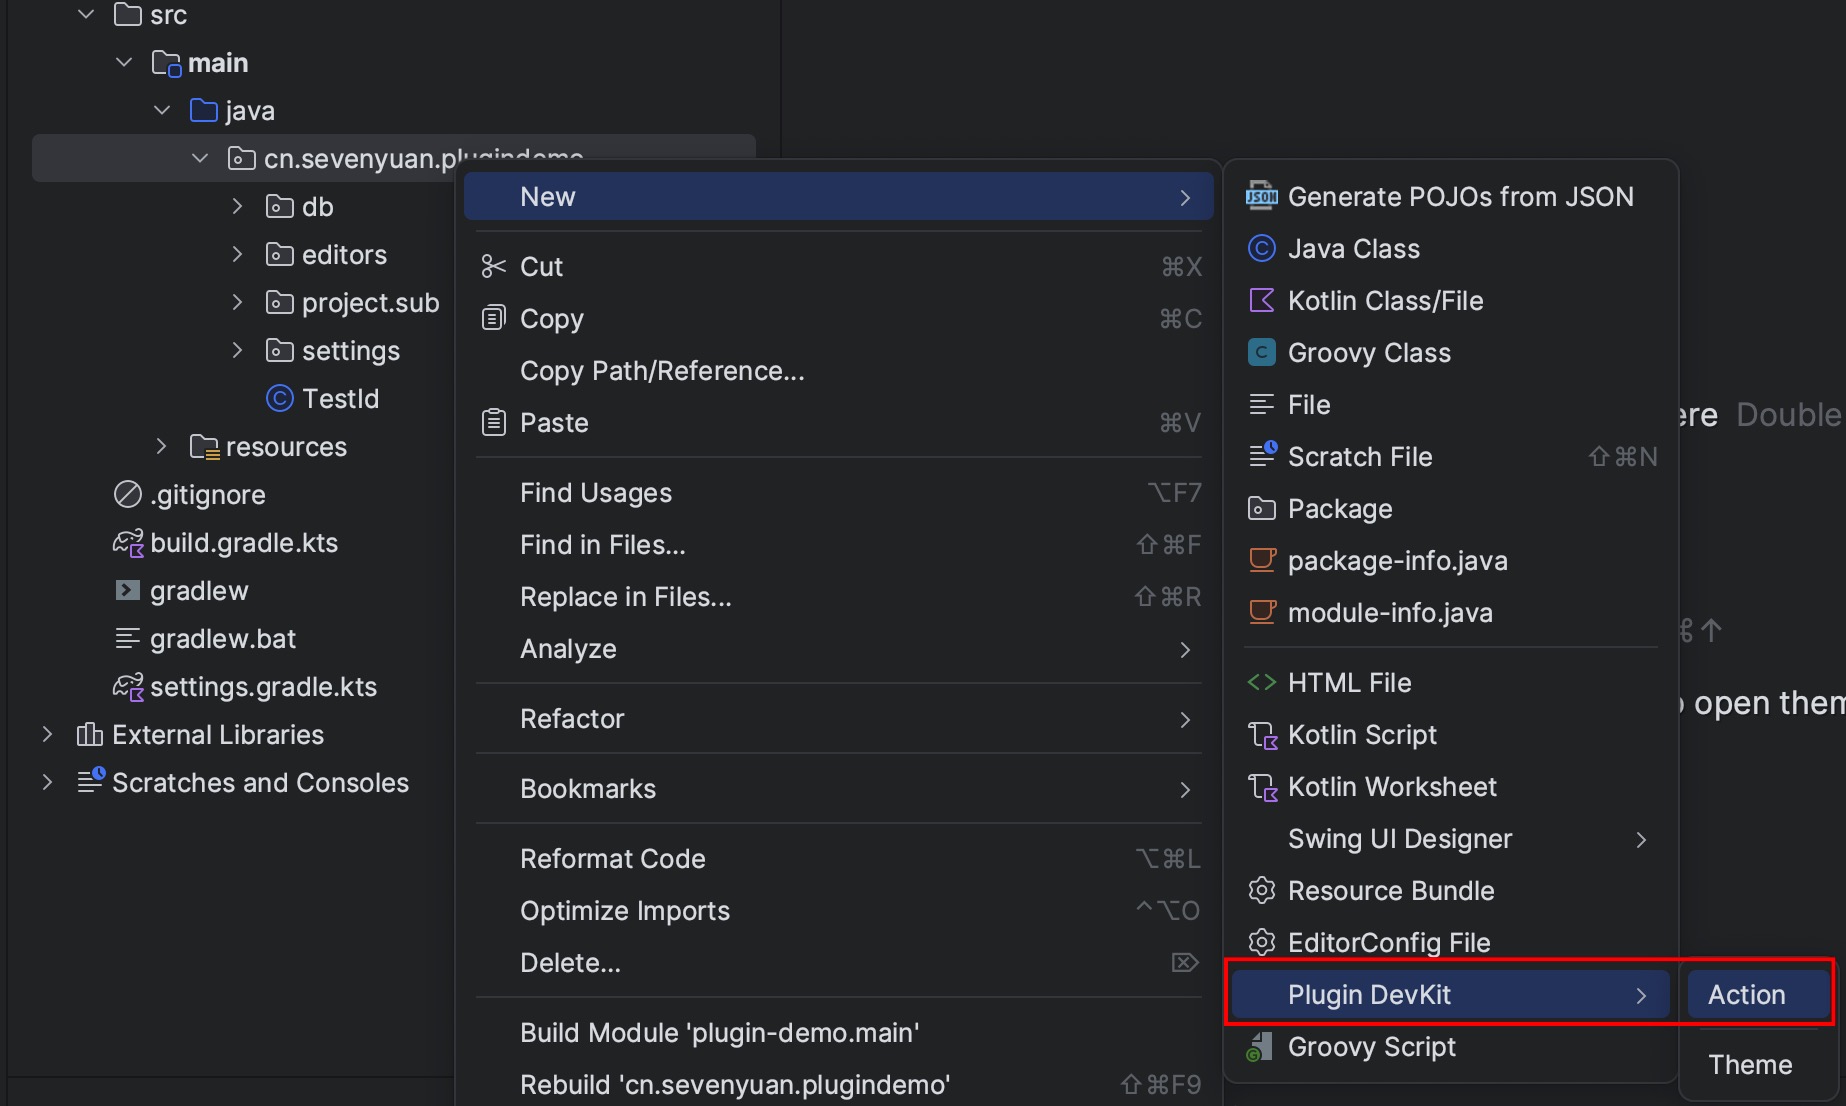 src
main
java
cn.sevenyuan.plugindemo
db
editors
project.sub
settings
TestId
resources
.gitignore
build.gradle.kts
gradlew
gradlew.bat
settings.gradle.kts
External Libraries
Scratches and Consoles
New
Cut ⌘X
Copy ⌘C
Copy Path/Reference...
Paste ⌘V
Find Usages ⌥F7
Find in Files... ⇧⌘F
Replace in Files... ⇧⌘R
Analyze
Refactor
Bookmarks
Reformat Code ⌥⌘L
Optimize Imports ^⌥O
Delete... ⌦
Build Module 'plugin-demo.main'
Rebuild 'cn.sevenyuan.plugindemo' ⇧⌘F9
Generate POJOs from JSON
Java Class
Kotlin Class/File
Groovy Class
File
Scratch File ⇧⌘N
Package
package-info.java
module-info.java
HTML File
Kotlin Script
Kotlin Worksheet
Swing UI Designer
Resource Bundle
EditorConfig File
Plugin DevKit
Groovy Script
Action
Theme
ere Double
⌘↑
open them